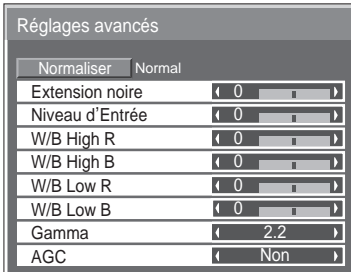 Réglages avancés
Normaliser Normal
Extension noire 0
Niveau d'Entrée 0
W/B High R 0
W/B High B 0
W/B Low R 0
W/B Low B 0
Gamma 2.2
AGC Non